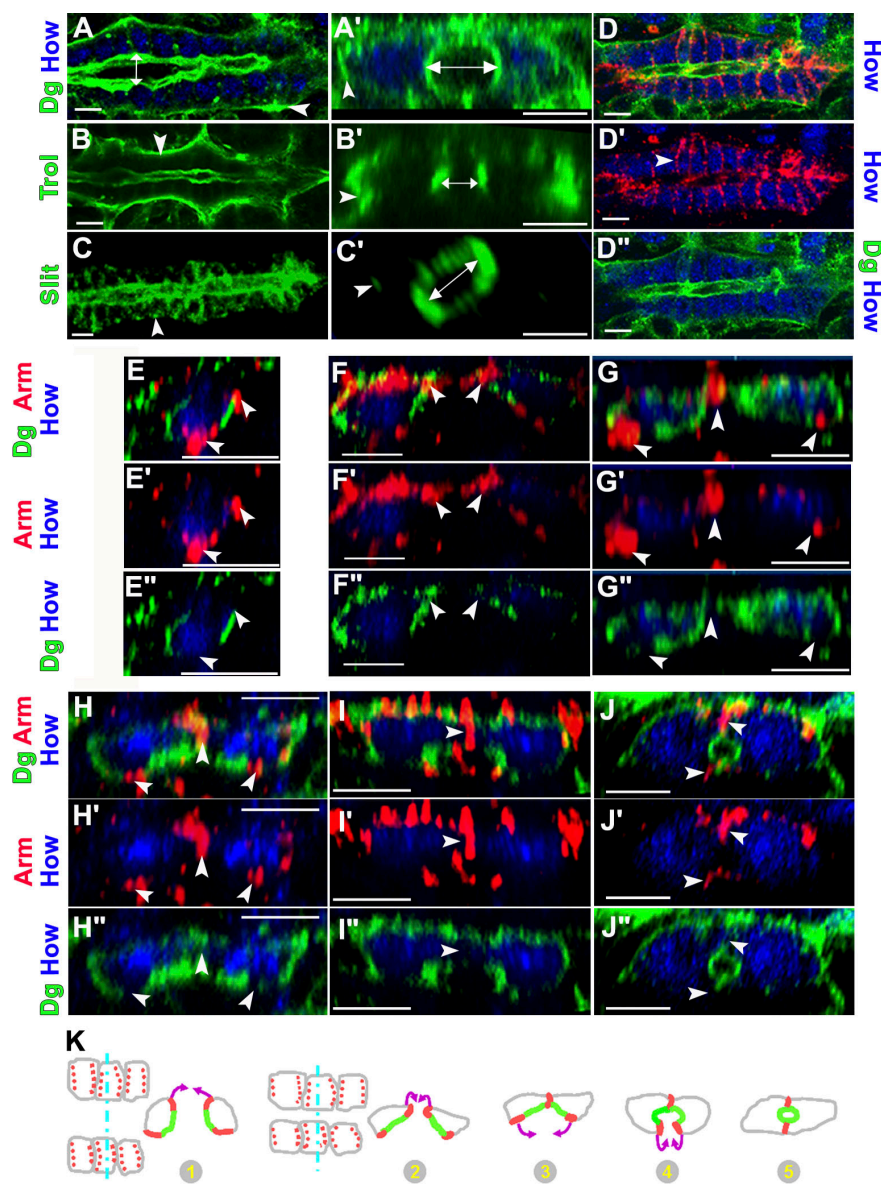 A
A'
D
Dg How
How
B
B'
D'
Trol
How
C
C'
D"
Slit
Dg How
E
F
G
Dg Arm
How
E'
F'
G'
Arm
How
E"
F"
G"
Dg How
H
I
J
Dg Arm
How
H'
I'
J'
Arm
How
H"
I"
J"
Dg How
K
1
2
3
4
5